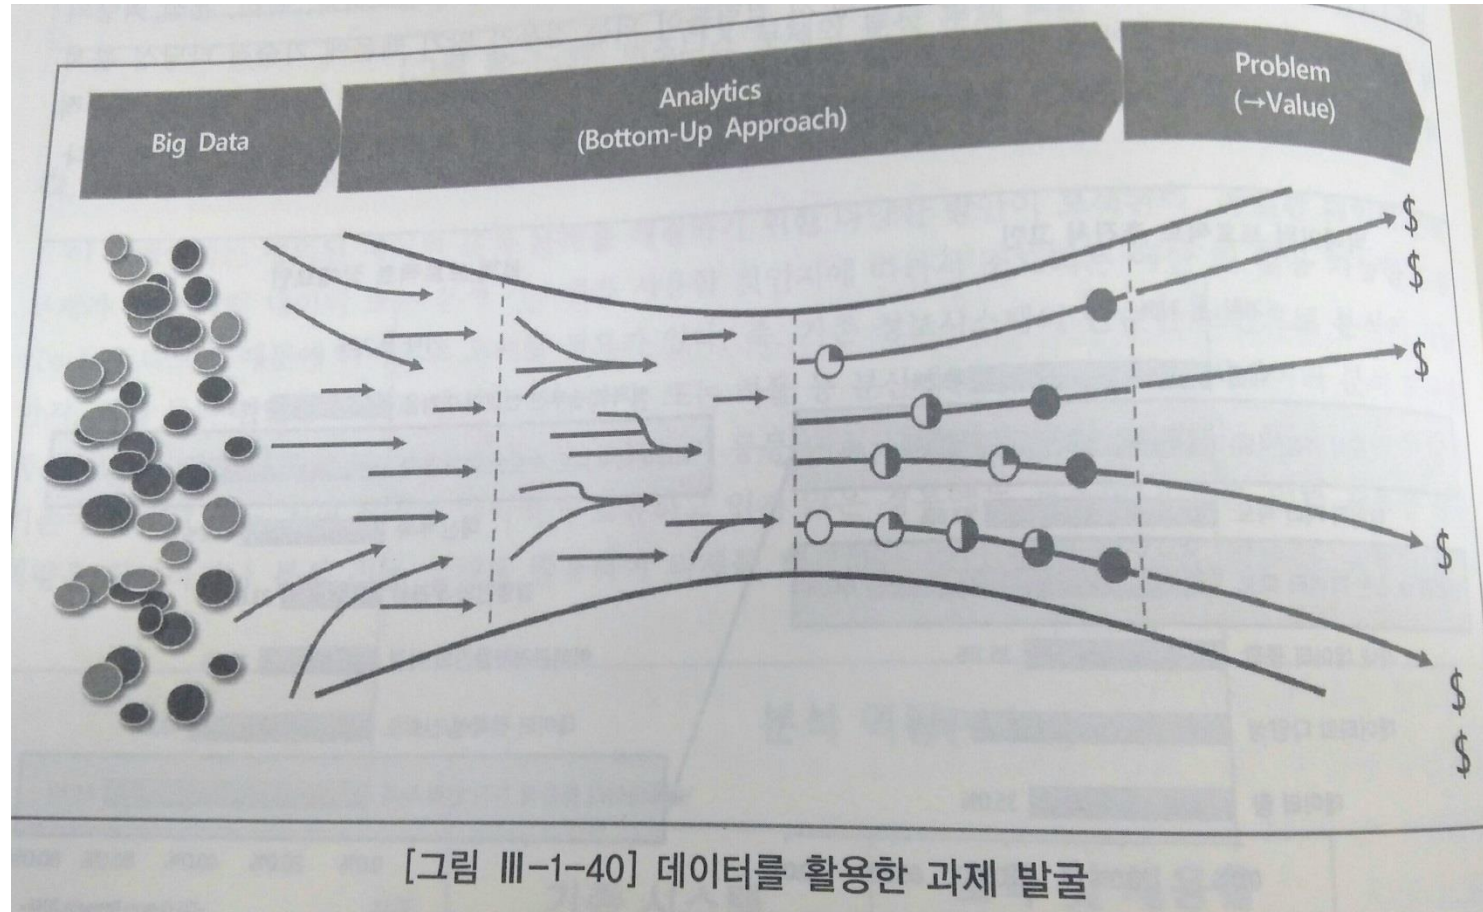 Big Data
Analytics
(Bottom-Up Approach)
Problem
(→Value)
$
$
$
$
$
$
[그림 Ⅲ-1-40] 데이터를 활용한 과제 발굴